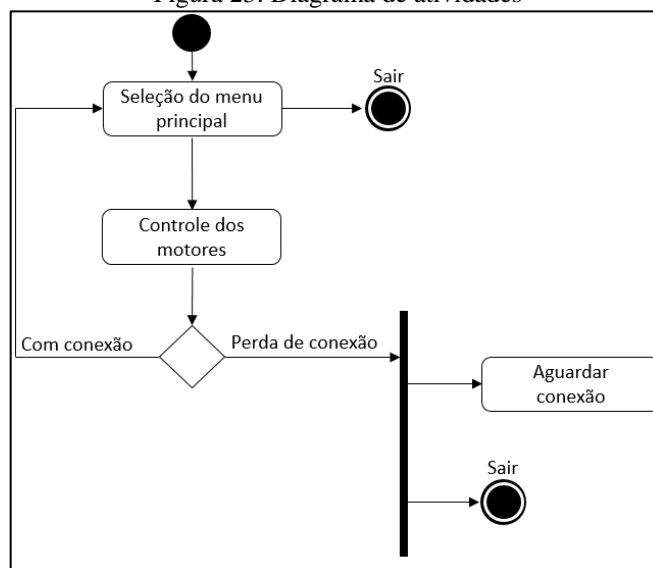 Figura 23: Diagrama de atividades
Sair
Seleção do menu
principal
Controle dos
motores
Com conexão
Perda de conexão
Aguardar
conexão
Sair